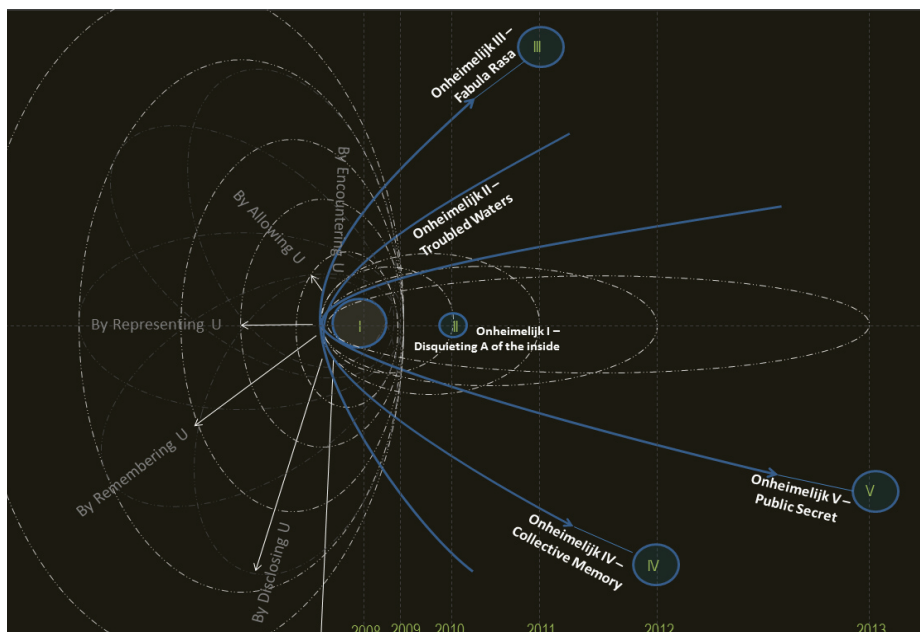 III
Onheimelijk III –
Fabula Rasa
By Encountering U
Onheimelijk II –
Troubled Waters
By Allowing U
By Representing U
I
II
Onheimelijk I –
Disquieting A of the inside
By Remembering U
Onheimelijk V –
Public Secret
V
Onheimelijk IV –
Collective Memory
IV
By Disclosing U
2008
2009
2010
2011
2012
2013